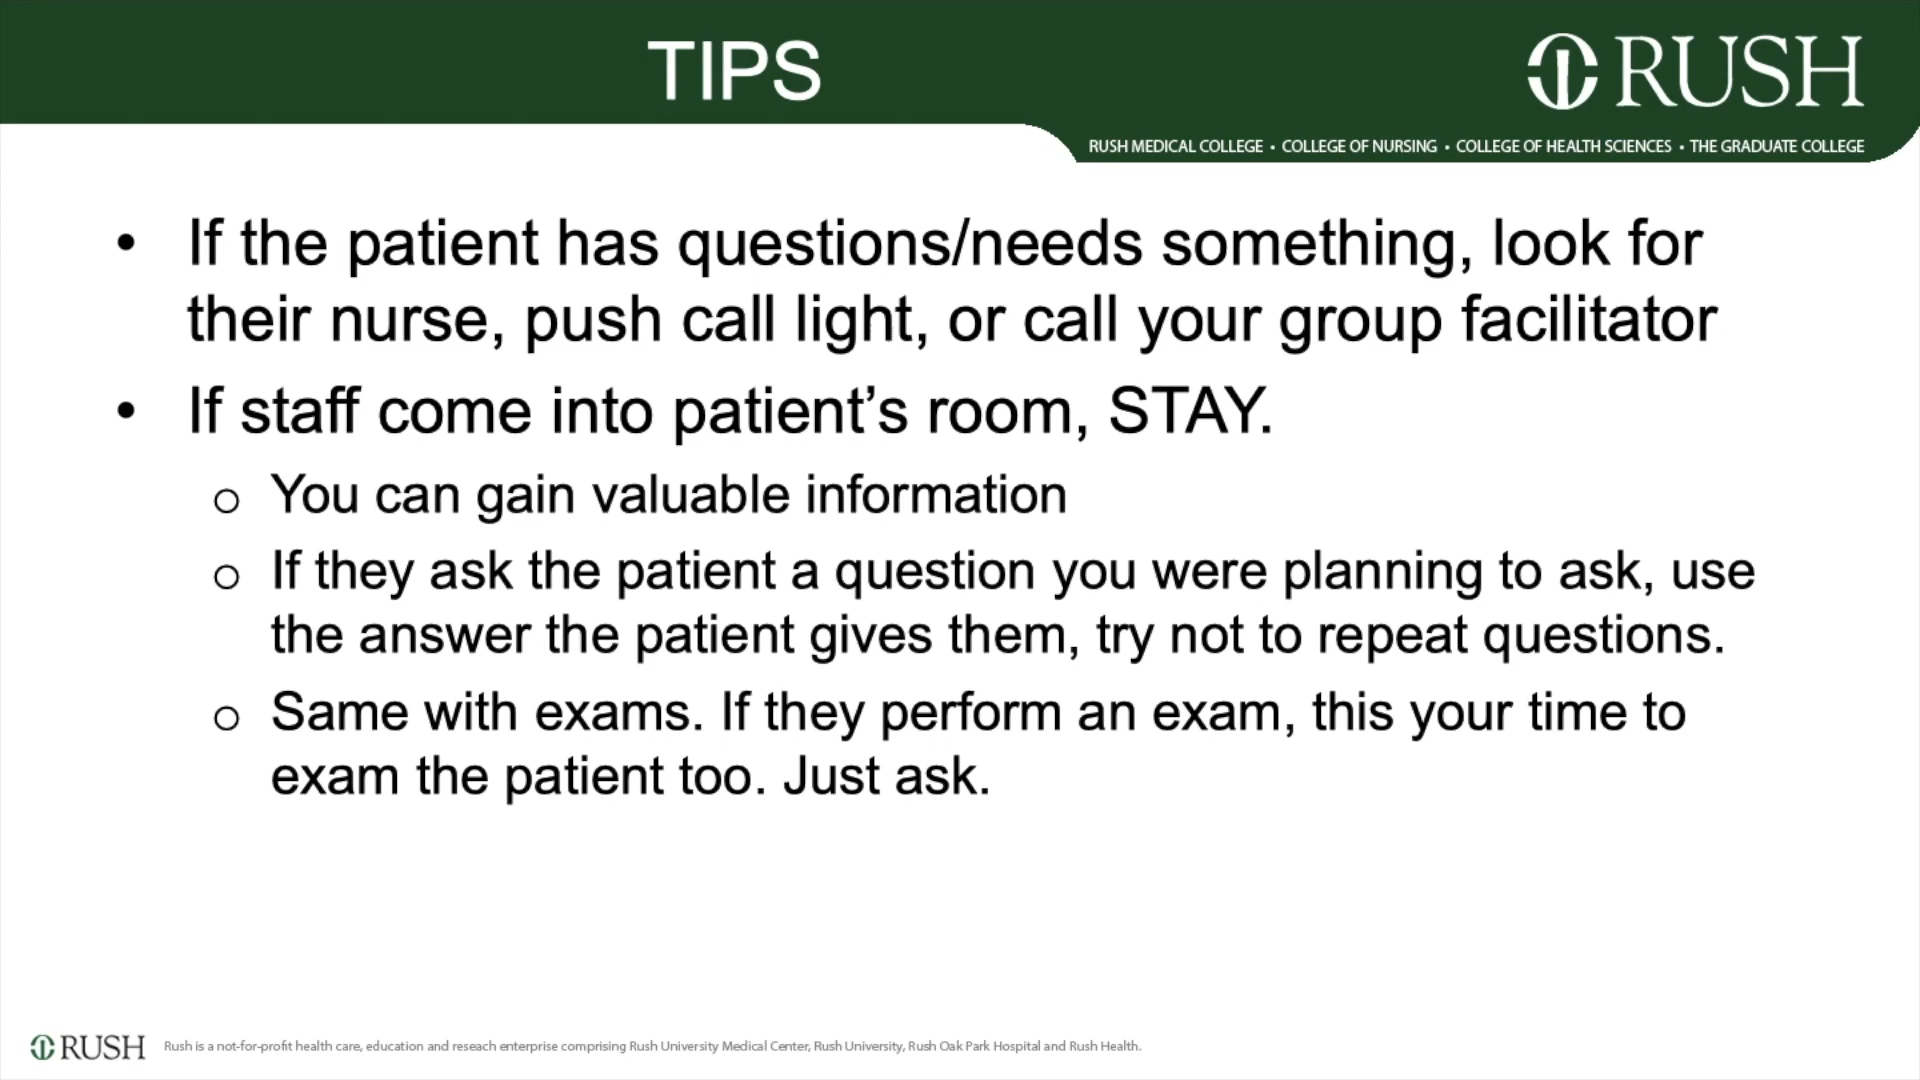 TIPS
RUSH
RUSH MEDICAL COLLEGE • COLLEGE OF NURSING • COLLEGE OF HEALTH SCIENCES • THE GRADUATE COLLEGE
• If the patient has questions/needs something, look for
their nurse, push call light, or call your group facilitator
• If staff come into patient’s room, STAY.
o You can gain valuable information
o If they ask the patient a question you were planning to ask, use
the answer the patient gives them, try not to repeat questions.
o Same with exams. If they perform an exam, this your time to
exam the patient too. Just ask.
RUSH Rush is a not-for-profit health care, education and reseach enterprise comprising Rush University Medical Center, Rush University, Rush Oak Park Hospital and Rush Health.